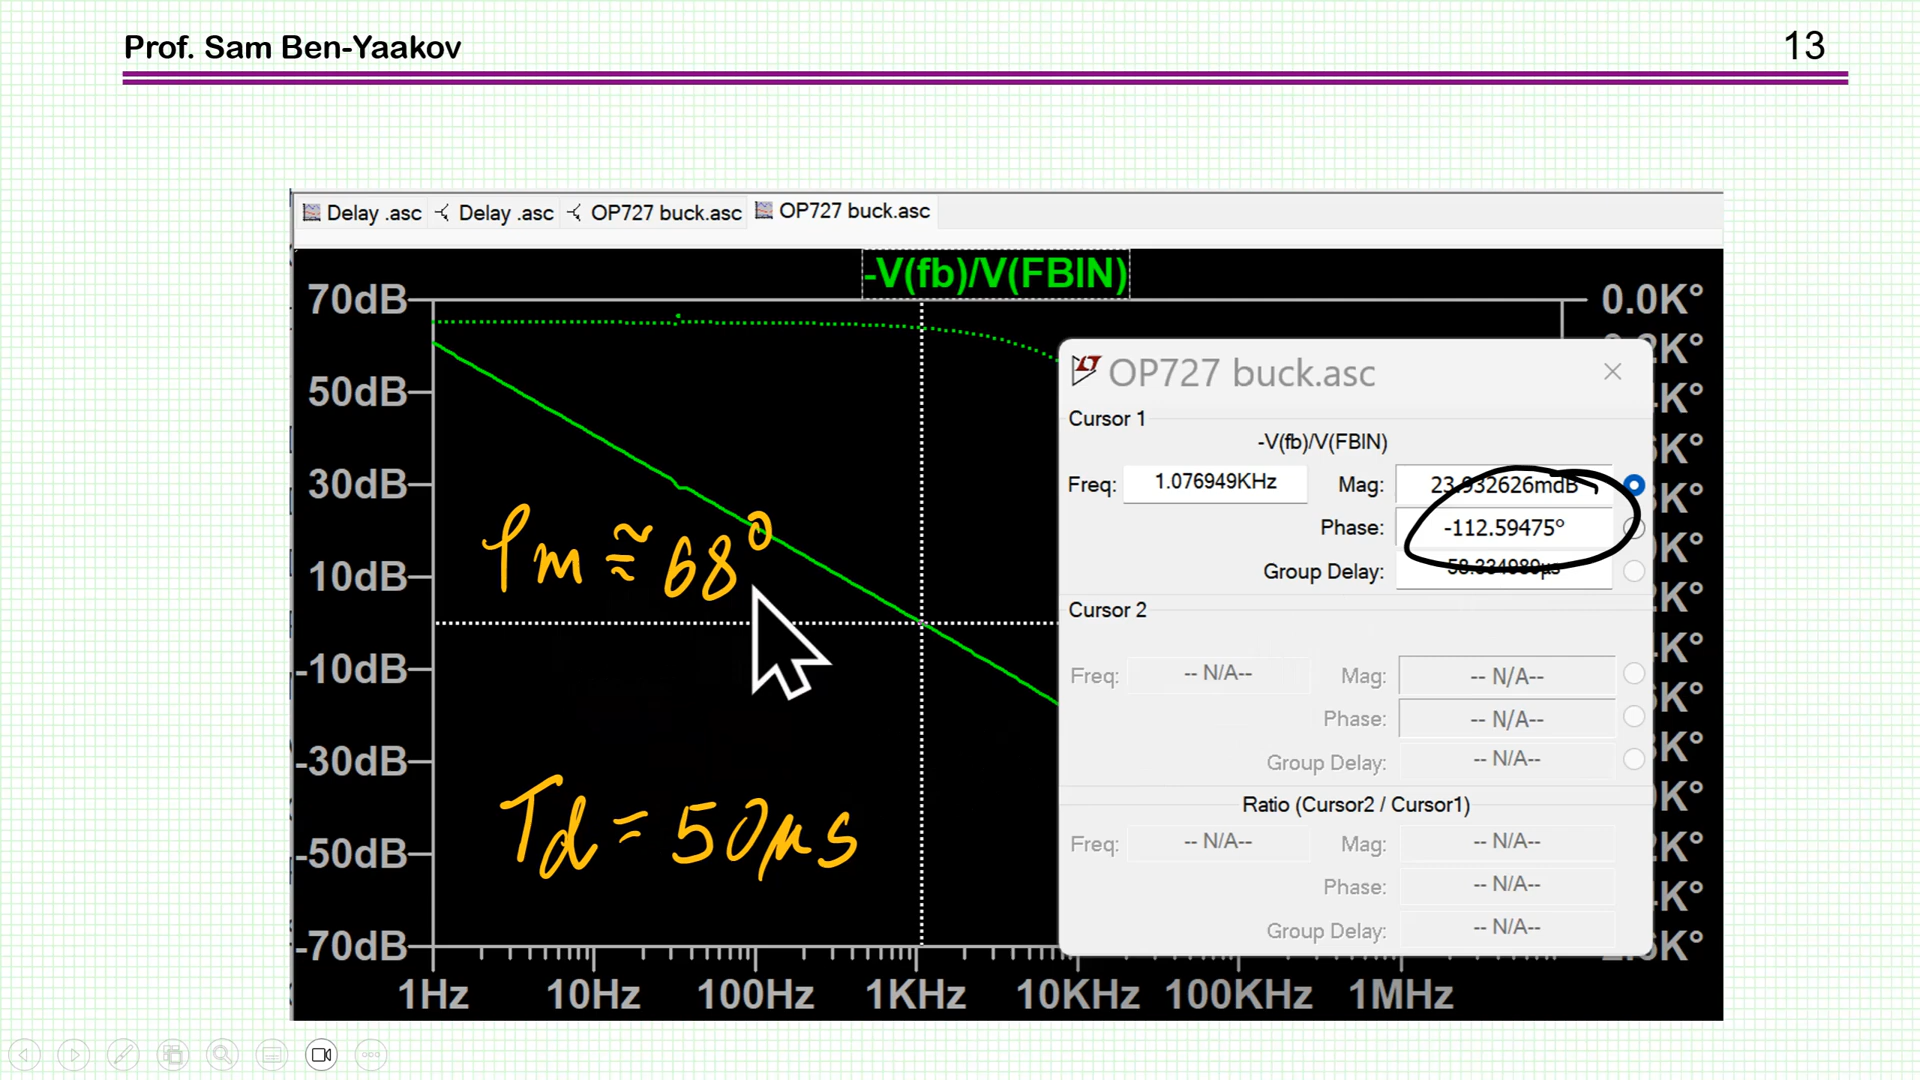 Prof. Sam Ben-Yaakov
13
Delay .asc
Delay .asc
OP727 buck.asc
OP727 buck.asc
-V(fb)/V(FBIN)
70dB
50dB
30dB
10dB
-10dB
-30dB
-50dB
-70dB
0.0K°
φm ≅ 68°
Td = 50μs
1Hz
10Hz
100Hz
1KHz
10KHz
100KHz
1MHz
OP727 buck.asc
Cursor 1
-V(fb)/V(FBIN)
Freq: 1.076949KHz Mag: 23.932626mdB
Phase: -112.59475°
Group Delay: 58.334989μs
Cursor 2
Freq: -- N/A-- Mag: -- N/A--
Phase: -- N/A--
Group Delay: -- N/A--
Ratio (Cursor2 / Cursor1)
Freq: -- N/A-- Mag: -- N/A--
Phase: -- N/A--
Group Delay: -- N/A--